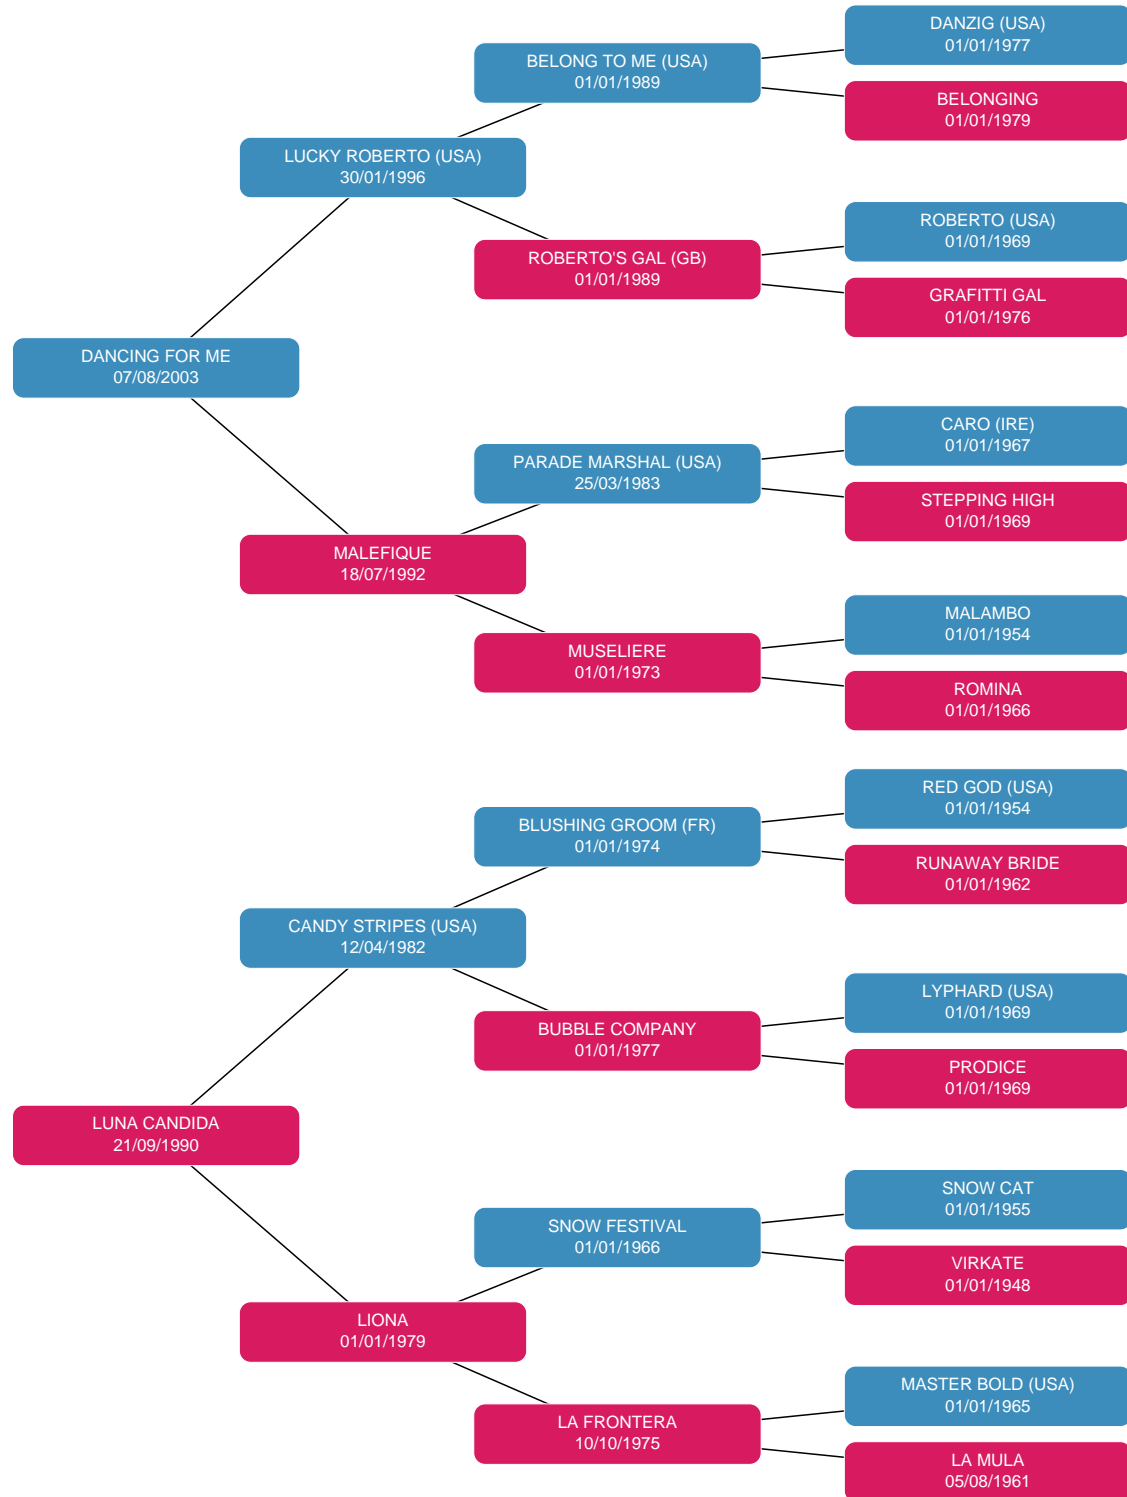 DANZIG (USA)
01/01/1977
BELONG TO ME (USA)
01/01/1989
BELONGING
01/01/1979
LUCKY ROBERTO (USA)
30/01/1996
ROBERTO (USA)
01/01/1969
ROBERTO'S GAL (GB)
01/01/1989
GRAFITTI GAL
01/01/1976
DANCING FOR ME
07/08/2003
CARO (IRE)
01/01/1967
PARADE MARSHAL (USA)
25/03/1983
STEPPING HIGH
01/01/1969
MALEFIQUE
18/07/1992
MALAMBO
01/01/1954
MUSELIERE
01/01/1973
ROMINA
01/01/1966
RED GOD (USA)
01/01/1954
BLUSHING GROOM (FR)
01/01/1974
RUNAWAY BRIDE
01/01/1962
CANDY STRIPES (USA)
12/04/1982
LYPHARD (USA)
01/01/1969
BUBBLE COMPANY
01/01/1977
PRODICE
01/01/1969
LUNA CANDIDA
21/09/1990
SNOW CAT
01/01/1955
SNOW FESTIVAL
01/01/1966
VIRKATE
01/01/1948
LIONA
01/01/1979
MASTER BOLD (USA)
01/01/1965
LA FRONTERA
10/10/1975
LA MULA
05/08/1961